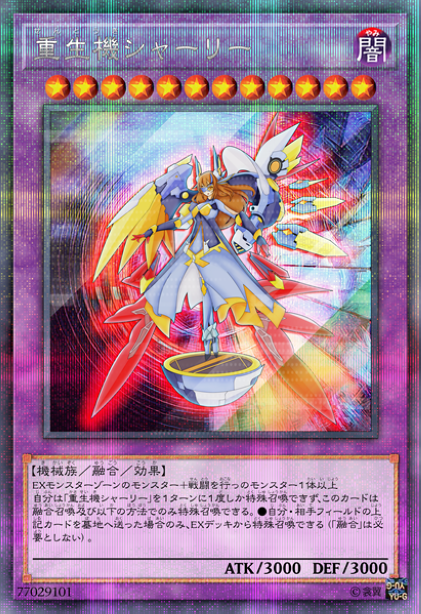 重生機シャーリー
闇
やみ
【機械族／融合／効果】
EXモンスターゾーンのモンスター＋戦闘を行ったモンスター1体以上
自分は「重生機シャーリー」を1ターンに1度しか特殊召喚できず、このカードは
融合召喚及び以下の方法でのみ特殊召喚できる。●自分・相手フィールドの上
記カードを墓地へ送った場合のみ、EXデッキから特殊召喚できる（「融合」は必
要としない）。
ATK/3000 DEF/3000
77029101